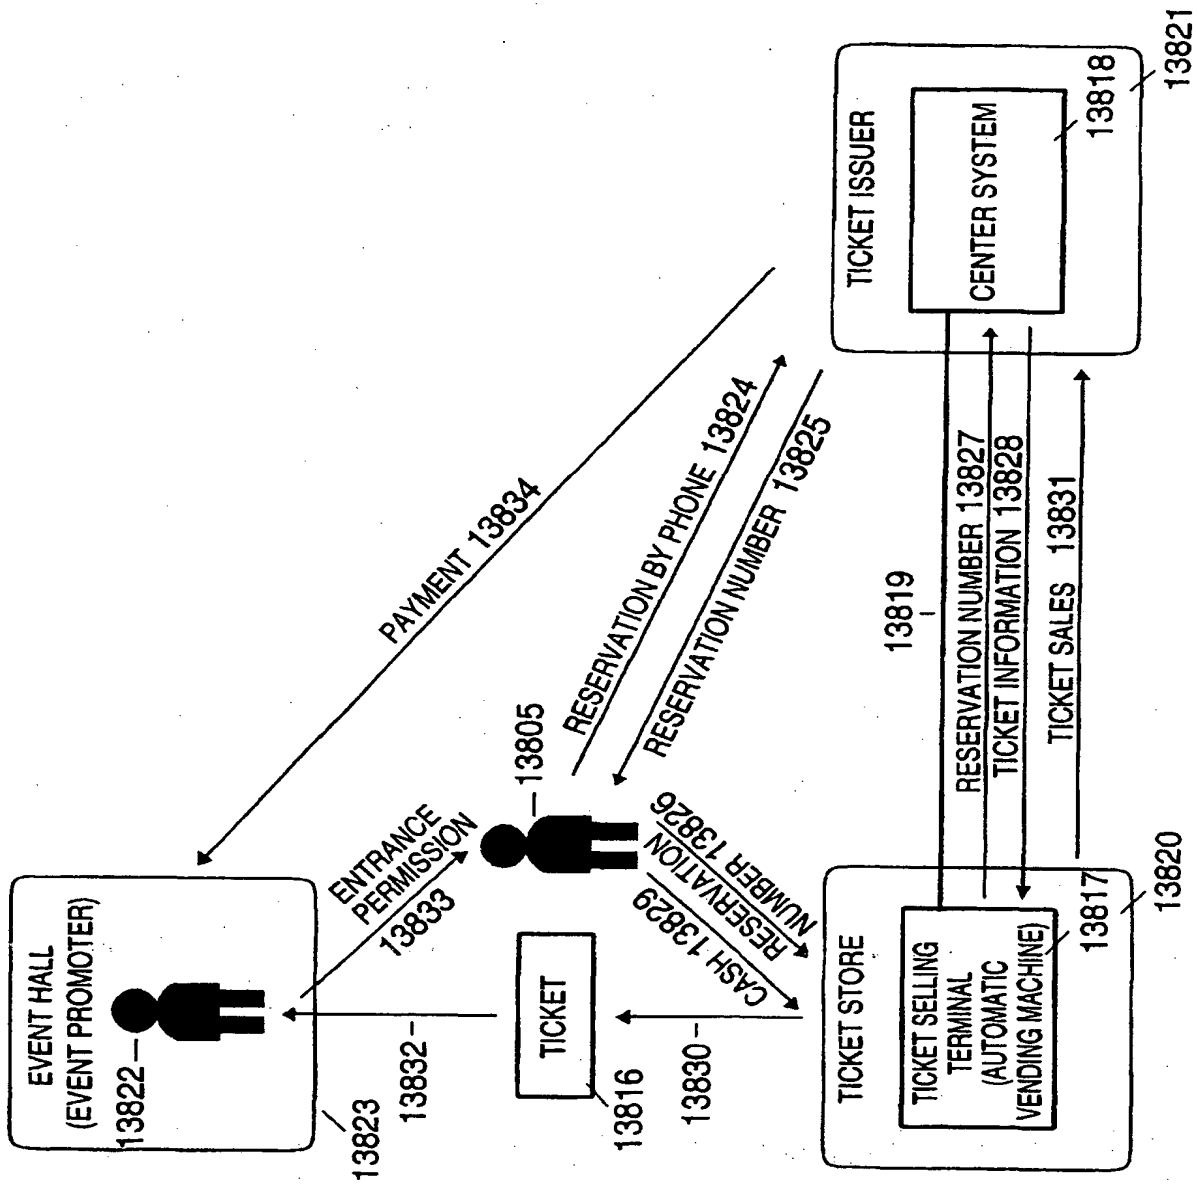 EVENT HALL
(EVENT PROMOTER)
13822
13823
ENTRANCE
PERMISSION
13833
13832
TICKET
13816
13830
13805
PAYMENT 13834
RESERVATION BY PHONE 13824
RESERVATION NUMBER 13825
RESERVATION
NUMBER 13826
CASH 13829
TICKET STORE
TICKET SELLING
TERMINAL
(AUTOMATIC
VENDING MACHINE)
13817
13820
13819
RESERVATION NUMBER 13827
TICKET INFORMATION 13828
TICKET SALES 13831
TICKET ISSUER
CENTER SYSTEM
13818
13821